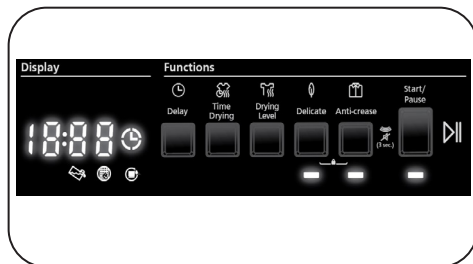 Display
Functions
Delay
Time
Drying
Drying
Level
Delicate
Anti-crease
Start/
Pause
18:88
(3 sec.)